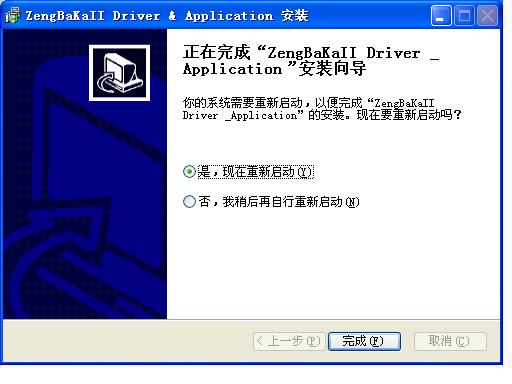 ZengBaKaII Driver & Application 安装
正在完成“ZengBaKaII Driver _
Application ”安装向导
你的系统需要重新启动，以便完成“ZengBaKaII
Driver _Application”的安装。现在要重新启动吗？
是，现在重新启动(Y)
否，我稍后再自行重新启动(N)
< 上一步(P)
完成(F)
取消(C)